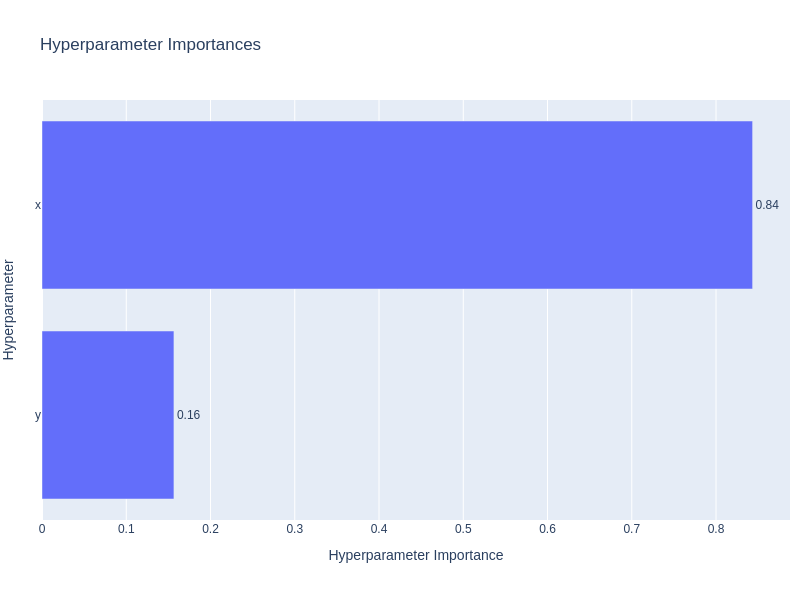 Hyperparameter Importances
Hyperparameter
x
0.84
y
0.16
0 0.1 0.2 0.3 0.4 0.5 0.6 0.7 0.8
Hyperparameter Importance